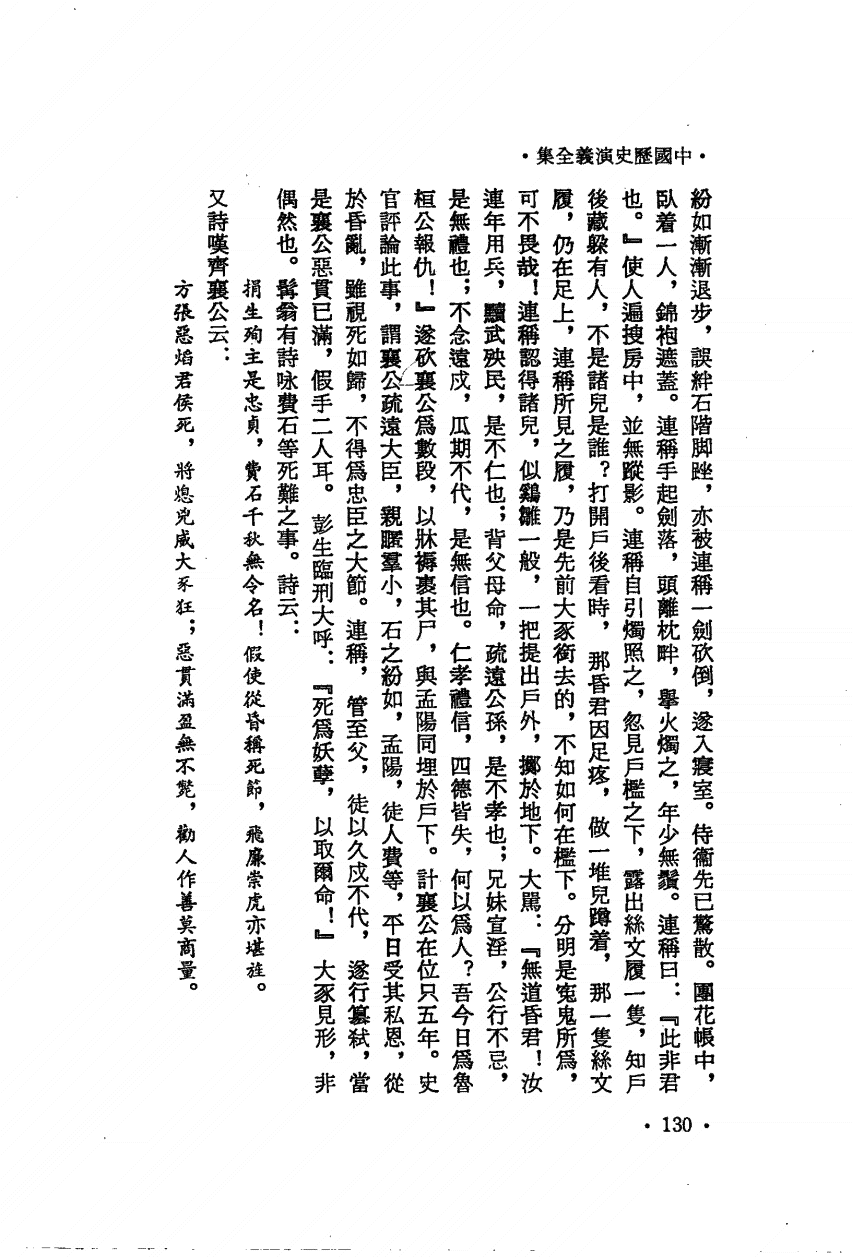 ·中國歷史演義全集·
紛如漸漸退步，誤絆石階脚跌，亦被連稱一劍砍倒，遂入寢室。侍衞先已驚散。團花帳中，
臥着一人，錦袍遮蓋。連稱手起劍落，頭離枕畔，擧火燭之，年少無鬚。連稱曰：『此非君
也。』使人遍搜房中，並無蹤影。連稱自引燭照之，忽見戶檻之下，露出絲文屨一隻，知戶
後藏躲有人，不是諸兒是誰？打開戶後看時，那昏君因足疼，做一堆兒蹲着，那一隻絲文
屨，仍在足上，連稱所見之屨，乃是先前大豕銜去的，不知如何在檻下。分明是寃鬼所爲，
可不畏哉！連稱認得諸兒，似鷄雛一般，一把提出戶外，擲於地下。大駡：『無道昏君！汝
連年用兵，黷武殃民，是不仁也；背父母命，疏遠公孫，是不孝也；兄妹宣淫，公行不忌，
是無禮也；不念遠戍，瓜期不代，是無信也。仁孝禮信，四德皆失，何以爲人？吾今日爲魯
桓公報仇！』遂砍襄公爲數段，以牀褥裹其尸，與孟陽同埋於戶下。計襄公在位只五年。史
官評論此事，謂襄公疏遠大臣，親暱羣小，石之紛如，孟陽，徒人費等，平日受其私恩，從
於昏亂，雖視死如歸，不得爲忠臣之大節。連稱，管至父，徒以久戍不代，遂行篡弒，當
是襄公惡貫已滿，假手二人耳。彭生臨刑大呼：『死爲妖孽，以取爾命！』大豕見形，非
偶然也。髯翁有詩咏費石等死難之事。詩云：
捐生殉主是忠貞，費石千秋無令名！假使從昏稱死節，飛廉崇虎亦堪旌。
又詩嘆齊襄公云：
方張惡焰君侯死，將熄兇威大豕狂；惡貫滿盈無不斃，勸人作善莫商量。
·130·